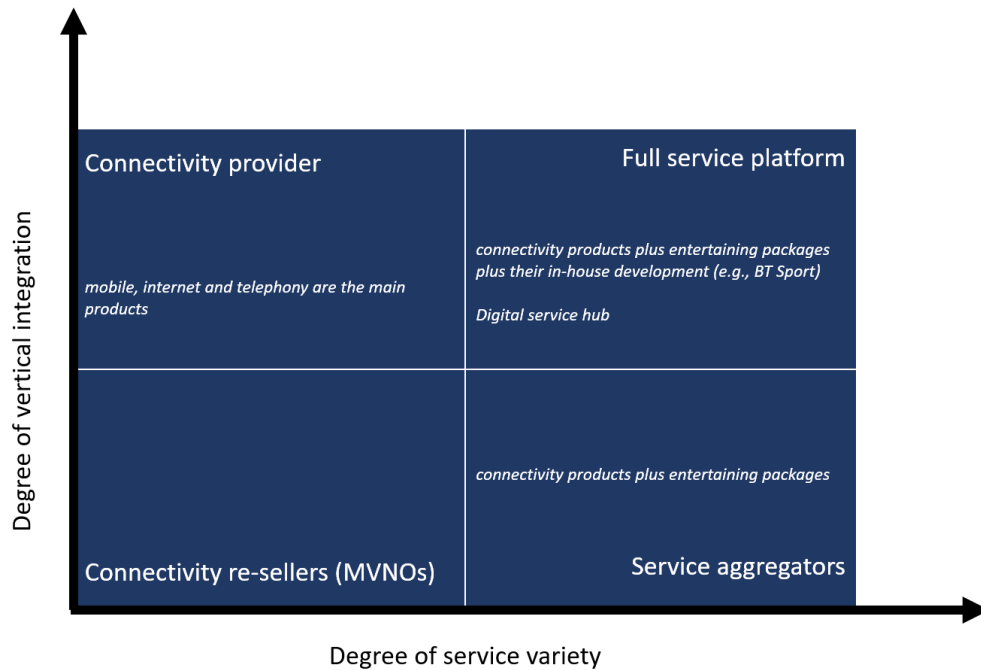 Connectivity provider
Full service platform
mobile, internet and telephony are the main
products
connectivity products plus entertaining packages
plus their in-house development (e.g., BT Sport)
Digital service hub
connectivity products plus entertaining packages
Connectivity re-sellers (MVNOs)
Service aggregators
Degree of vertical integration
Degree of service variety